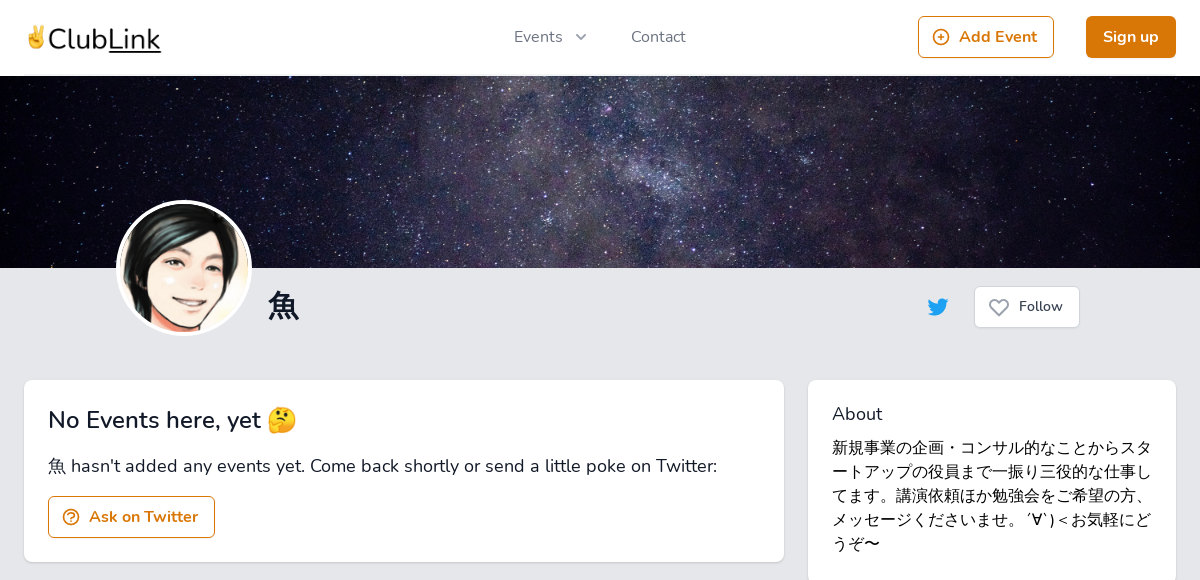 ✌️ClubLink
Events
Contact
Add Event
Sign up
魚
Follow
No Events here, yet 🤔
魚 hasn't added any events yet. Come back shortly or send a little poke on Twitter:
Ask on Twitter
About
新規事業の企画・コンサル的なことからスタ
ートアップの役員まで一振り三役的な仕事し
てます。講演依頼ほか勉強会をご希望の方、
メッセージくださいませ。´∀`)＜お気軽にど
うぞ〜